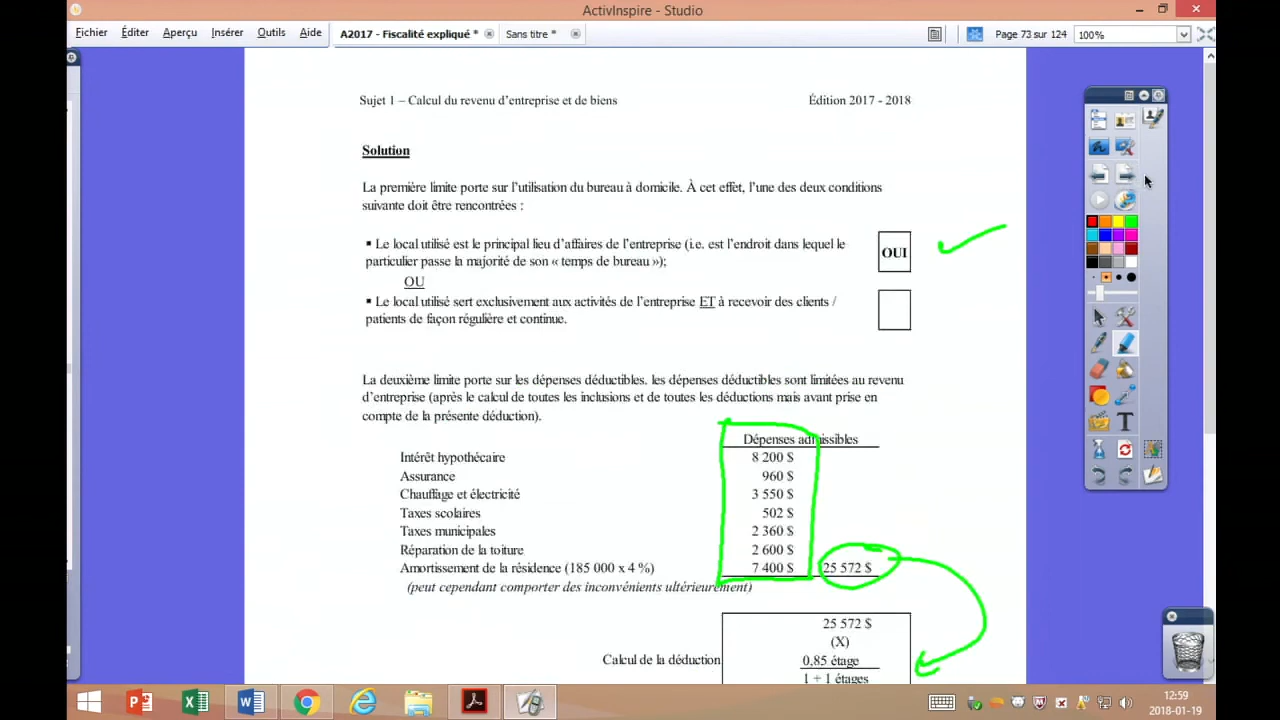 ActivInspire - Studio
Fichier Éditer Aperçu Insérer Outils Aide
A2017 - Fiscalité expliqué * Sans titre * Page 73 sur 124 100%
Sujet 1 – Calcul du revenu d'entreprise et de biens Édition 2017 - 2018
Solution
La première limite porte sur l'utilisation du bureau à domicile. À cet effet, l'une des deux conditions
suivante doit être rencontrées :
▪ Le local utilisé est le principal lieu d'affaires de l'entreprise (i.e. est l'endroit dans lequel le
particulier passe la majorité de son « temps de bureau »);
OUI
OU
▪ Le local utilisé sert exclusivement aux activités de l'entreprise ET à recevoir des clients /
patients de façon régulière et continue.
La deuxième limite porte sur les dépenses déductibles. les dépenses déductibles sont limitées au revenu
d'entreprise (après le calcul de toutes les inclusions et de toutes les déductions mais avant prise en
compte de la présente déduction).
Dépenses admissibles
Intérêt hypothécaire 8 200 $
Assurance 960 $
Chauffage et électricité 3 550 $
Taxes scolaires 502 $
Taxes municipales 2 360 $
Réparation de la toiture 2 600 $
Amortissement de la résidence (185 000 x 4 %) 7 400 $ 25 572 $
(peut cependant comporter des inconvénients ultérieurement)
25 572 $
(X)
Calcul de la déduction 0,85 étage
1 + 1 étages
12:59
2018-01-19